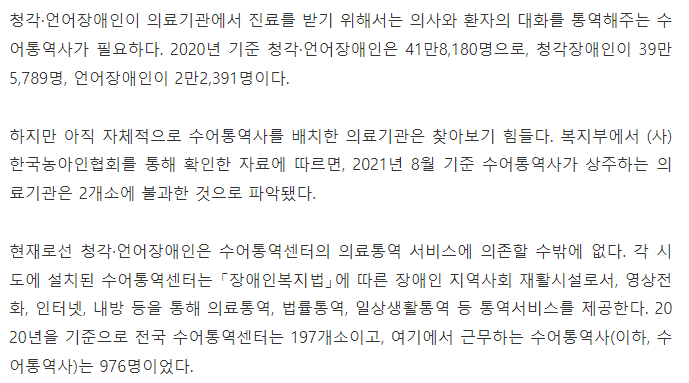 청각·언어장애인이 의료기관에서 진료를 받기 위해서는 의사와 환자의 대화를 통역해주는 수
어통역사가 필요하다. 2020년 기준 청각·언어장애인은 41만8,180명으로, 청각장애인이 39만
5,789명, 언어장애인이 2만2,391명이다.
하지만 아직 자체적으로 수어통역사를 배치한 의료기관은 찾아보기 힘들다. 복지부에서 (사)
한국농아인협회를 통해 확인한 자료에 따르면, 2021년 8월 기준 수어통역사가 상주하는 의
료기관은 2개소에 불과한 것으로 파악됐다.
현재로선 청각·언어장애인은 수어통역센터의 의료통역 서비스에 의존할 수밖에 없다. 각 시
도에 설치된 수어통역센터는 「장애인복지법」에 따른 장애인 지역사회 재활시설로서, 영상전
화, 인터넷, 내방 등을 통해 의료통역, 법률통역, 일상생활통역 등 통역서비스를 제공한다. 20
20년을 기준으로 전국 수어통역센터는 197개소이고, 여기에서 근무하는 수어통역사(이하, 수
어통역사)는 976명이었다.